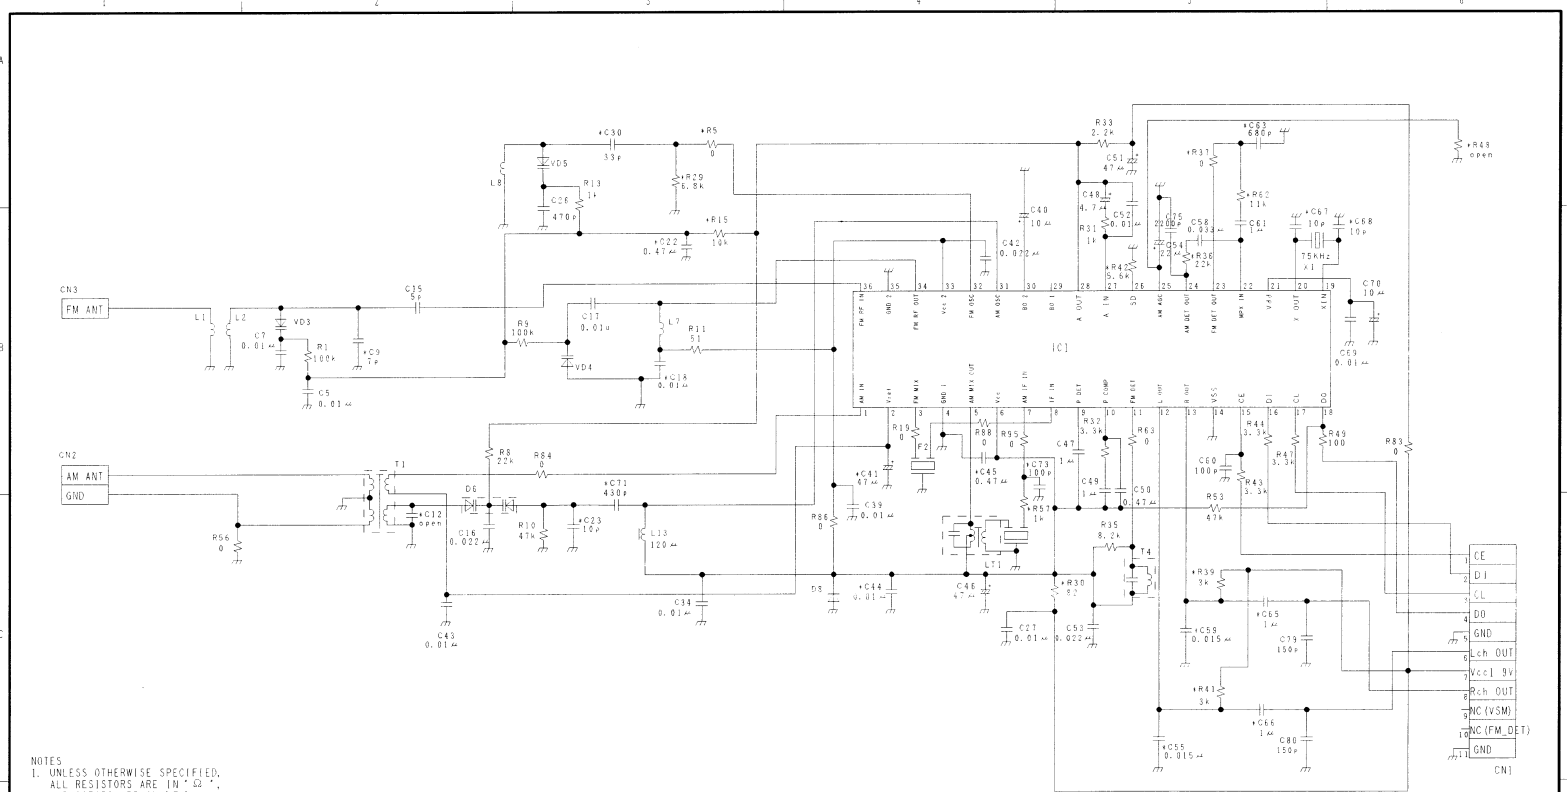 1
2
3
4
5
6
A
B
C
*C30
33p
*R5
0
VD5
L8
R13
1k
C26
470p
*R29
6.8k
*R15
10k
*C22
0.47μ
R33
2.2k
C51
47μ
*C63
680p
*R37
0
*R48
open
C40
10μ
C48
4.7μ
C52
0.01μ
R31
1k
C42
0.022μ
*R42
5.6k
C75
2200p
C54
22μ
C58
0.033μ
*R36
22k
*R62
11k
C61
1μ
*C67
10p
*C68
10p
75KHz
X1
C70
10μ
C69
0.01μ
CN3
FM ANT
L1
L2
C7
0.01μ
VD3
R1
100k
C5
0.01μ
*C9
7p
C15
5p
R9
100k
C17
0.01μ
VD4
L7
R11
51
*C18
0.01μ
36
35
34
33
32
31
30
29
28
27
26
25
24
23
22
21
20
19
FM RF IN
GND 2
FM RF OUT
Vcc 2
FM OSC
AM OSC
BO 2
BO 1
A OUT
A IN
SD
AM AGC
AM DET OUT
FM DET OUT
MPX IN
Vdd
X OUT
XIN
IC1
AM IN
Vref
FM MIX
GND 1
AM MIX OUT
Vcc
AM IF IN
IF IN
P DET
P COMP
FM DET
L OUT
R OUT
VSS
CE
DI
CL
DO
1
2
3
4
5
6
7
8
9
10
11
12
13
14
15
16
17
18
CN2
AM ANT
GND
R56
0
T1
*C12
open
R8
22k
R84
0
D6
C16
0.022μ
R10
47k
*C23
10p
*C71
430p
L13
120μ
C43
0.01μ
C34
0.01μ
R86
0
D8
C39
0.01μ
*C41
47μ
R19
0
F2
R88
0
*C45
0.47μ
R95
0
*C73
100p
*R57
1k
LT1
*C44
0.01μ
C46
47μ
C47
1μ
R32
3.3k
C49
1μ
C50
0.47μ
R63
0
R35
8.2k
T4
*R30
82
C27
0.01μ
C53
0.022μ
C60
100p
R44
3.3k
R43
3.3k
R47
3.3k
R49
100
R53
47k
R83
0
*R39
3k
*C65
1μ
*C59
0.015μ
C79
150p
*R41
3k
*C66
1μ
*C55
0.015μ
C80
150p
1 CE
2 DI
3 CL
4 DO
5 GND
6 Lch OUT
7 Vcc1 9V
8 Rch OUT
9 NC(VSM)
10 NC(FM_DET)
11 GND
CN1
NOTES
1. UNLESS OTHERWISE SPECIFIED,
ALL RESISTORS ARE IN "Ω",